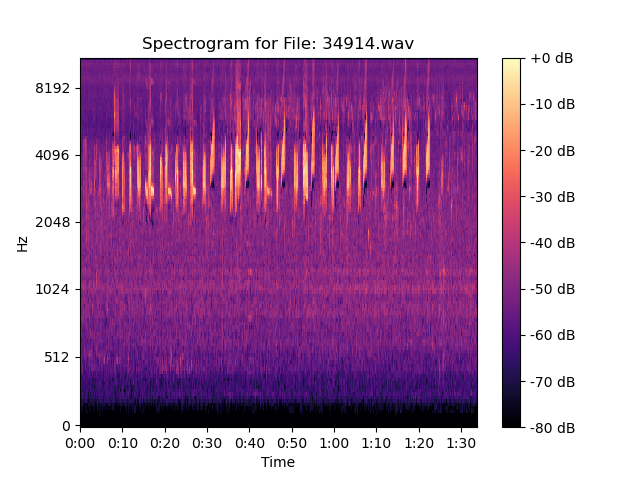 Spectrogram for File: 34914.wav
8192
4096
2048
1024
512
0
Hz
0:00 0:10 0:20 0:30 0:40 0:50 1:00 1:10 1:20 1:30
Time
+0 dB
-10 dB
-20 dB
-30 dB
-40 dB
-50 dB
-60 dB
-70 dB
-80 dB